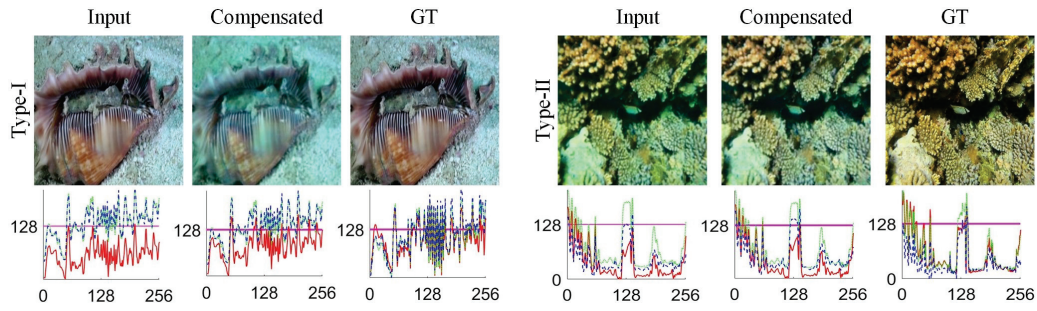 Input Compensated GT Input Compensated GT
Type-I
Type-II
128 128 128 128 128 128
0 128 256 0 128 256 0 128 256 0 128 256 0 128 256 0 128 256